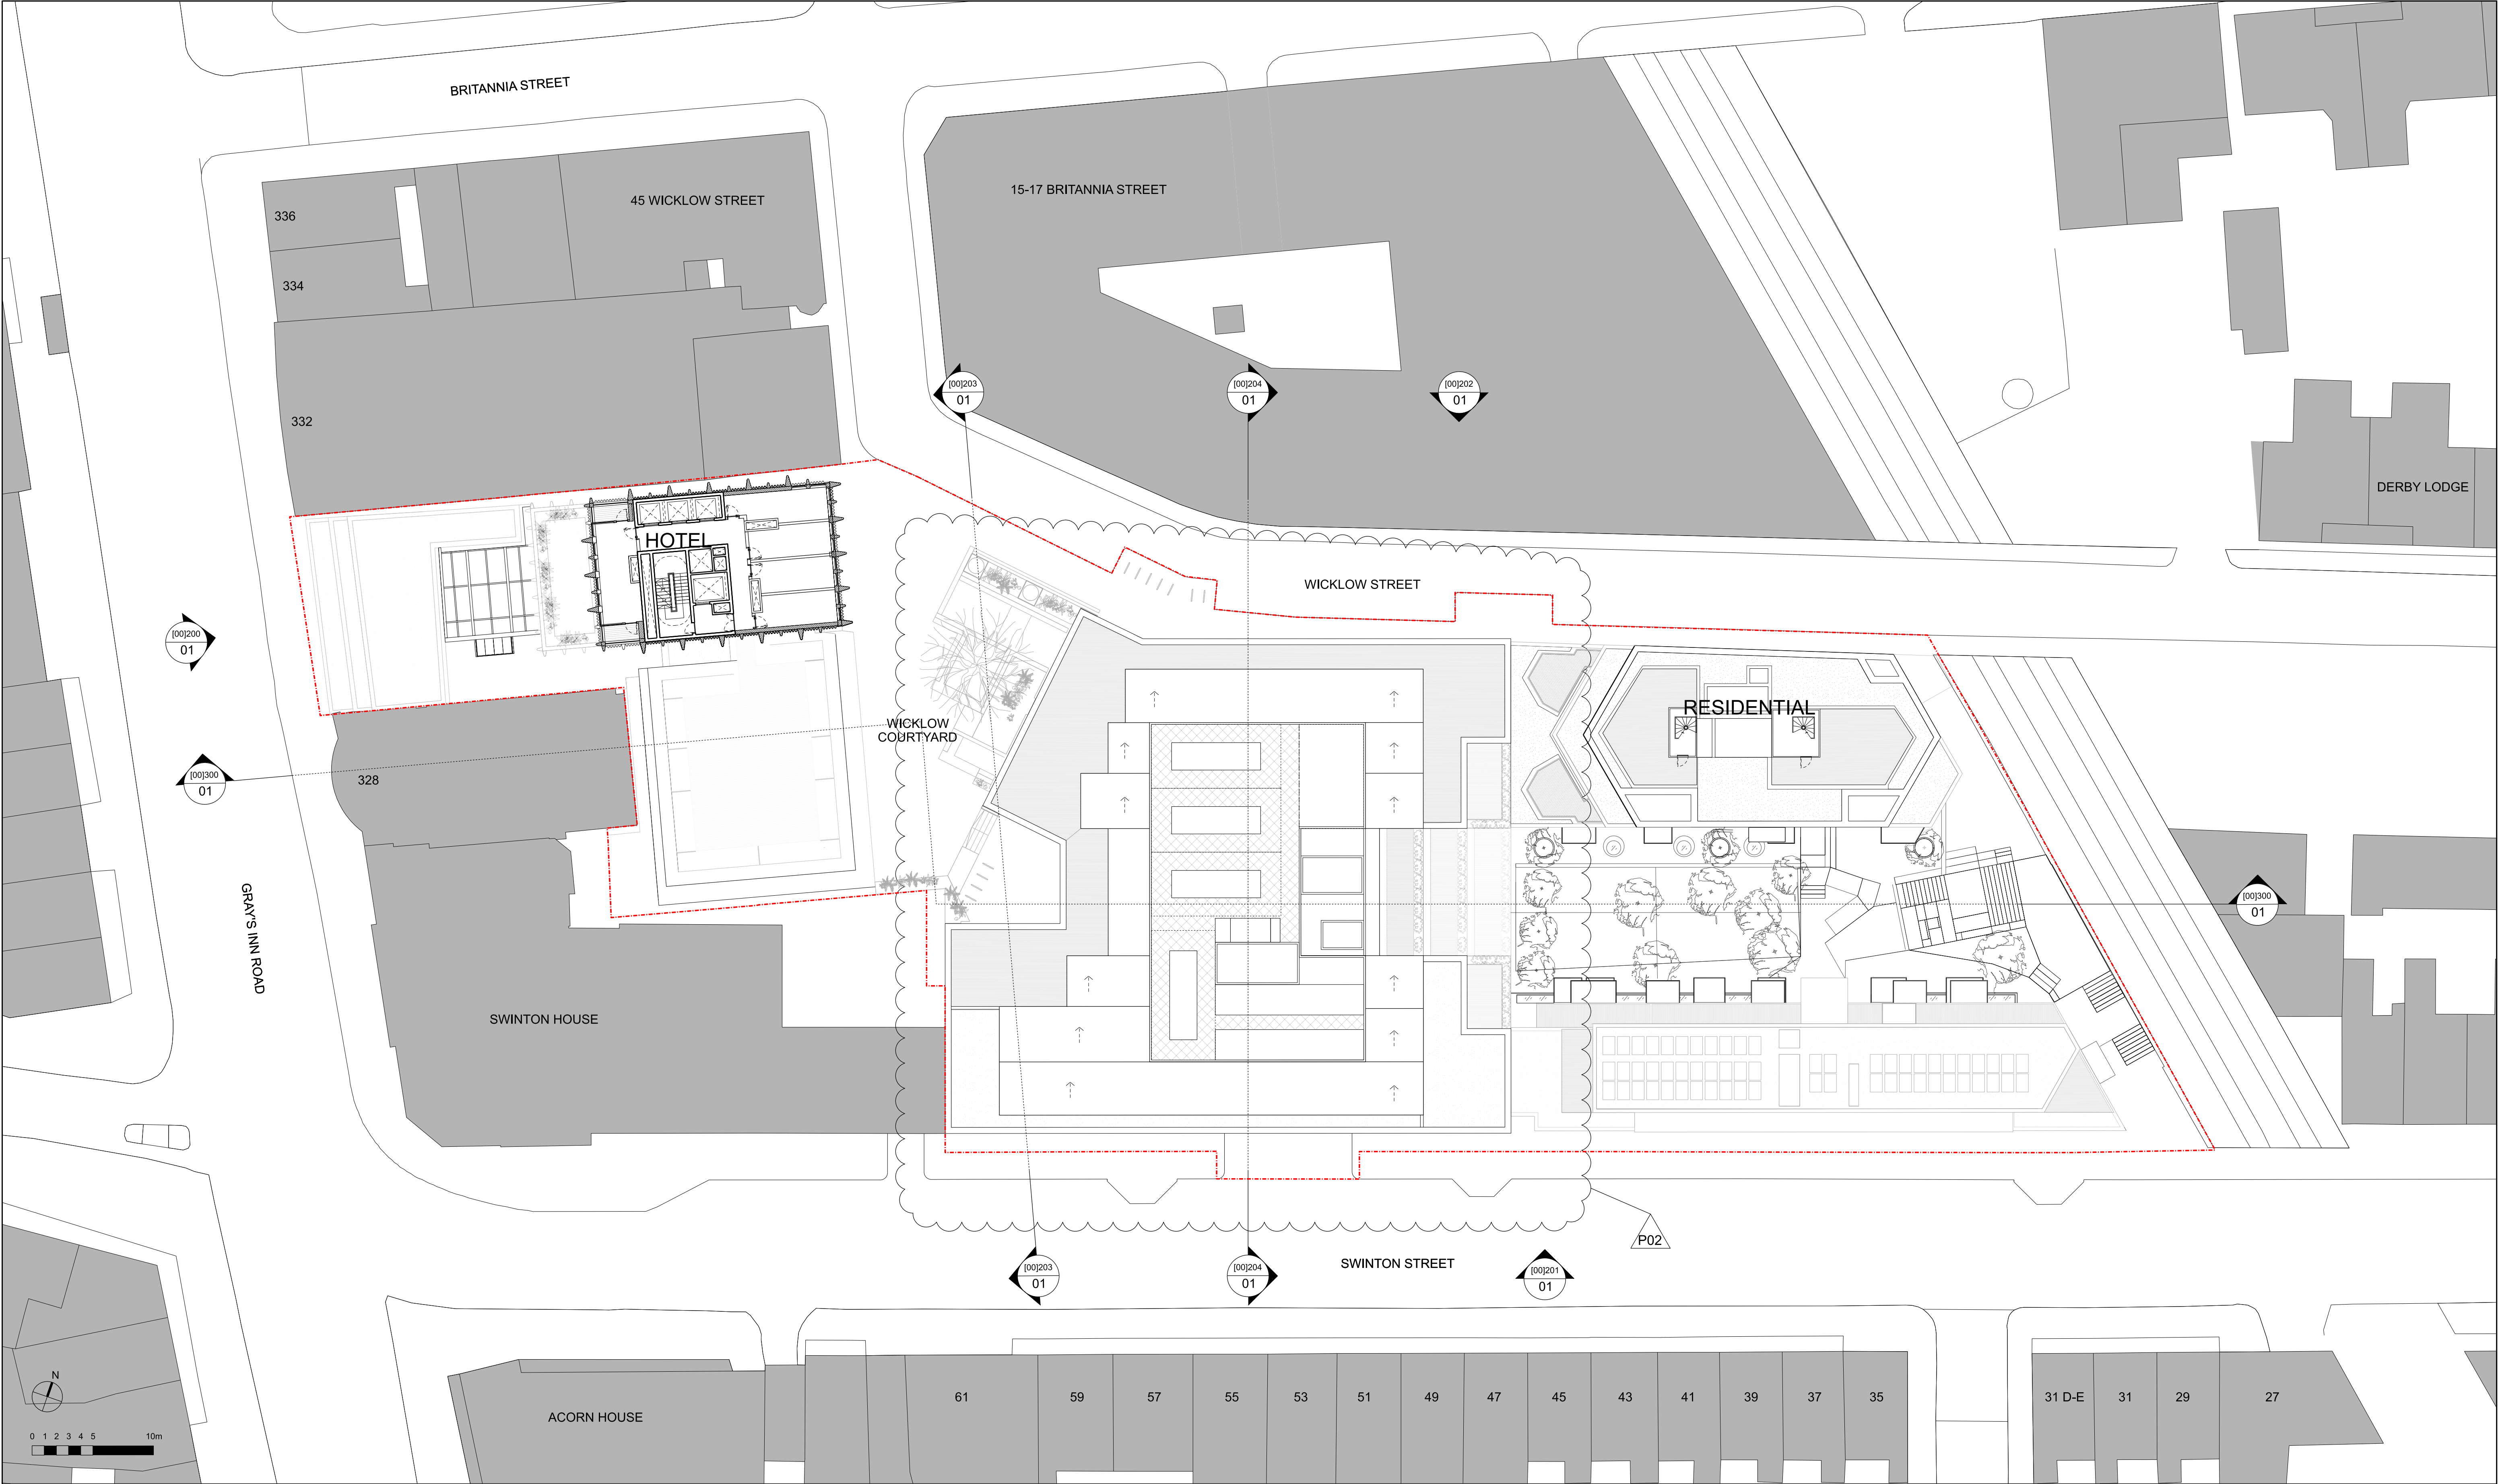 BRITANNIA STREET
15-17 BRITANNIA STREET
45 WICKLOW STREET
336
334
332
[00]203
01
[00]204
01
[00]202
01
DERBY LODGE
HOTEL
WICKLOW STREET
[00]200
01
RESIDENTIAL
WICKLOW
COURTYARD
[00]300
01
328
GRAY'S INN ROAD
[00]300
01
SWINTON HOUSE
P02
SWINTON STREET
[00]203
01
[00]204
01
[00]201
01
N
61
59
57
55
53
51
49
47
45
43
41
39
37
35
31 D-E
31
29
27
ACORN HOUSE
0 1 2 3 4 5 10m